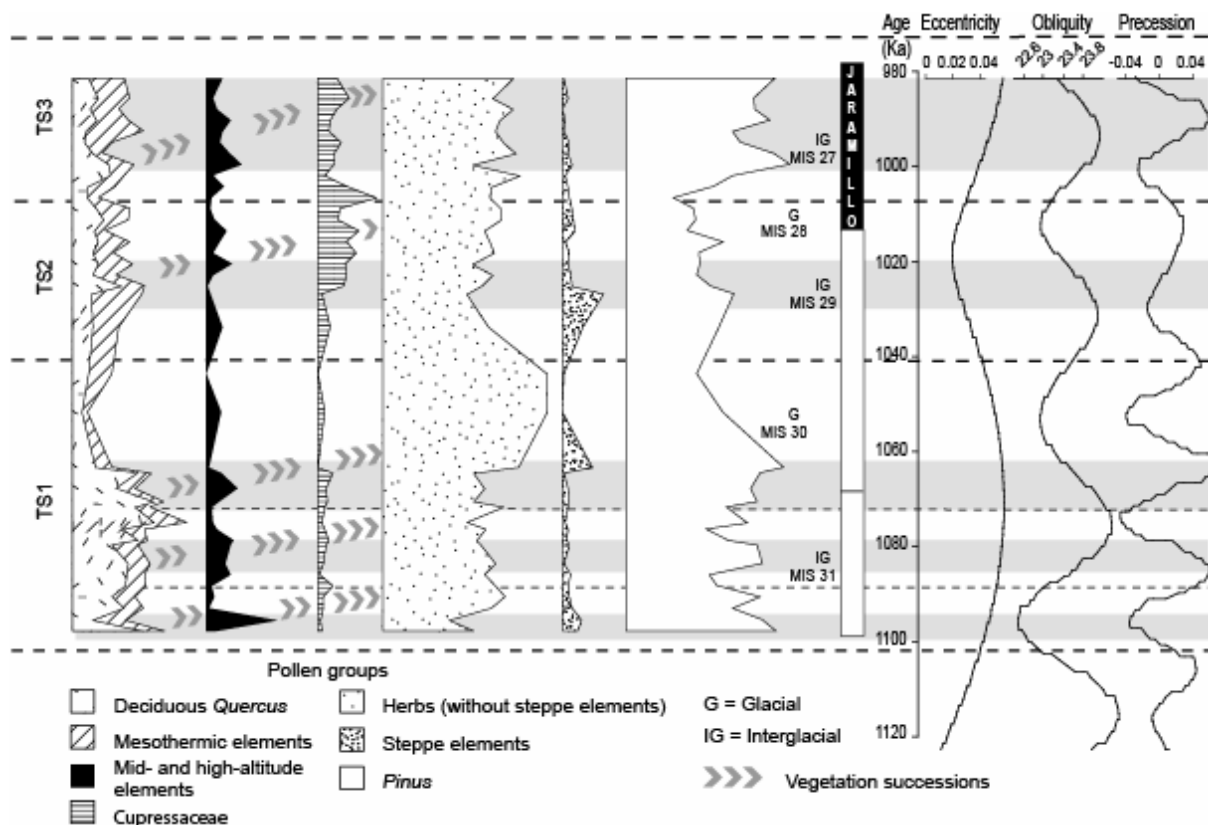 Age Eccentricity Obliquity Precession
(Ka) 0 0.02 0.04 22.6 23 23.4 23.8 -0.04 0 0.04
980
1000
1020
1040
1060
1080
1100
1120
TS3
TS2
TS1
IG
MIS 27
G
MIS 28
IG
MIS 29
G
MIS 30
IG
MIS 31
JARAMILLO
Pollen groups
Deciduous Quercus
Mesothermic elements
Mid- and high-altitude
elements
Cupressaceae
Herbs (without steppe elements)
Steppe elements
Pinus
G = Glacial
IG = Interglacial
Vegetation successions